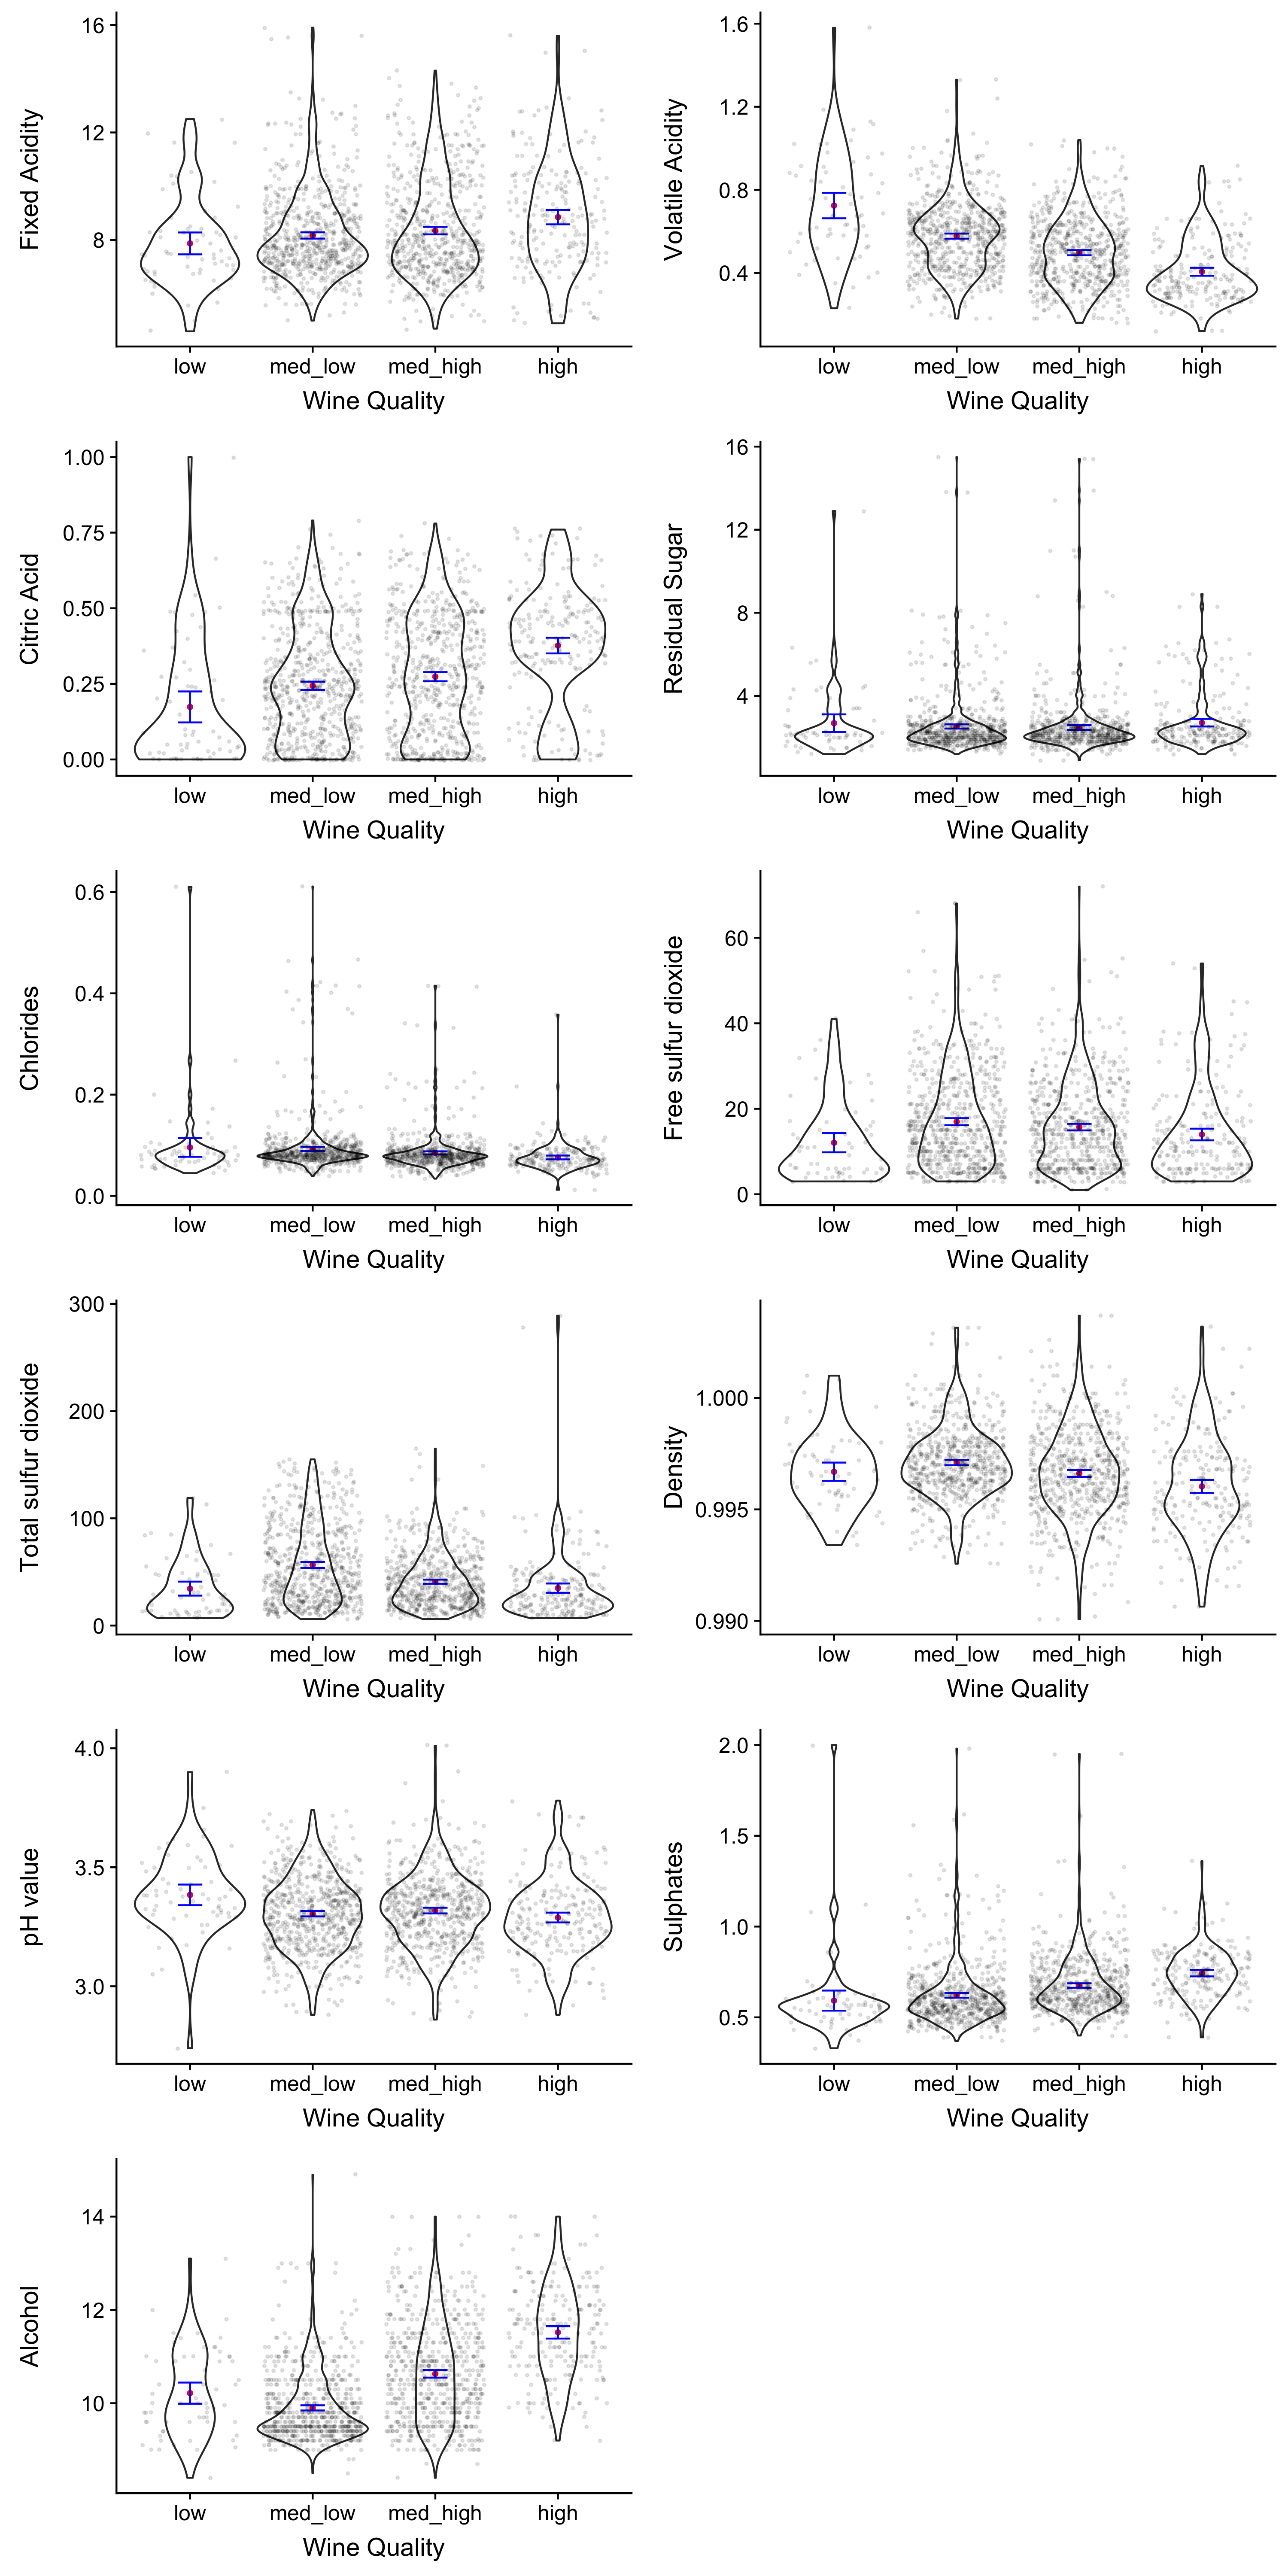 Fixed Acidity
16
12
8
low med_low med_high high
Wine Quality
Volatile Acidity
1.6
1.2
0.8
0.4
low med_low med_high high
Wine Quality
Citric Acid
1.00
0.75
0.50
0.25
0.00
low med_low med_high high
Wine Quality
Residual Sugar
16
12
8
4
low med_low med_high high
Wine Quality
Chlorides
0.6
0.4
0.2
0.0
low med_low med_high high
Wine Quality
Free sulfur dioxide
60
40
20
0
low med_low med_high high
Wine Quality
Total sulfur dioxide
300
200
100
0
low med_low med_high high
Wine Quality
Density
1.000
0.995
0.990
low med_low med_high high
Wine Quality
pH value
4.0
3.5
3.0
low med_low med_high high
Wine Quality
Sulphates
2.0
1.5
1.0
0.5
low med_low med_high high
Wine Quality
Alcohol
14
12
10
low med_low med_high high
Wine Quality